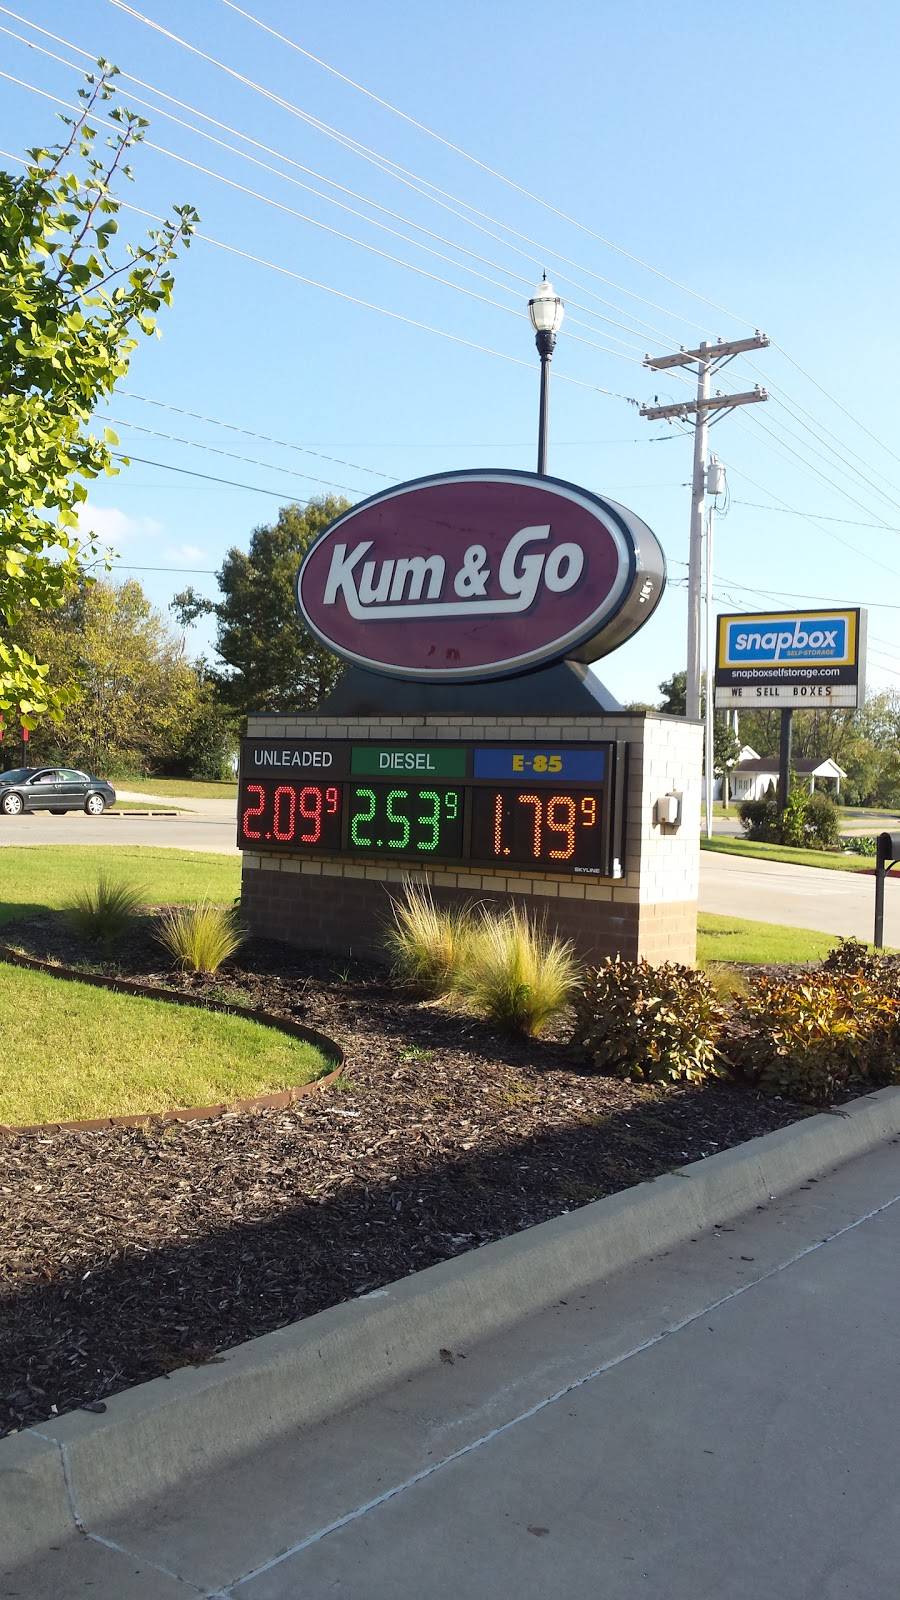 Kum & Go
snapbox
SELF-STORAGE
snapboxselfstorage.com
WE SELL BOXES
UNLEADED DIESEL E-85
2.09 9 2.53 9 1.79 9
SKYLINE